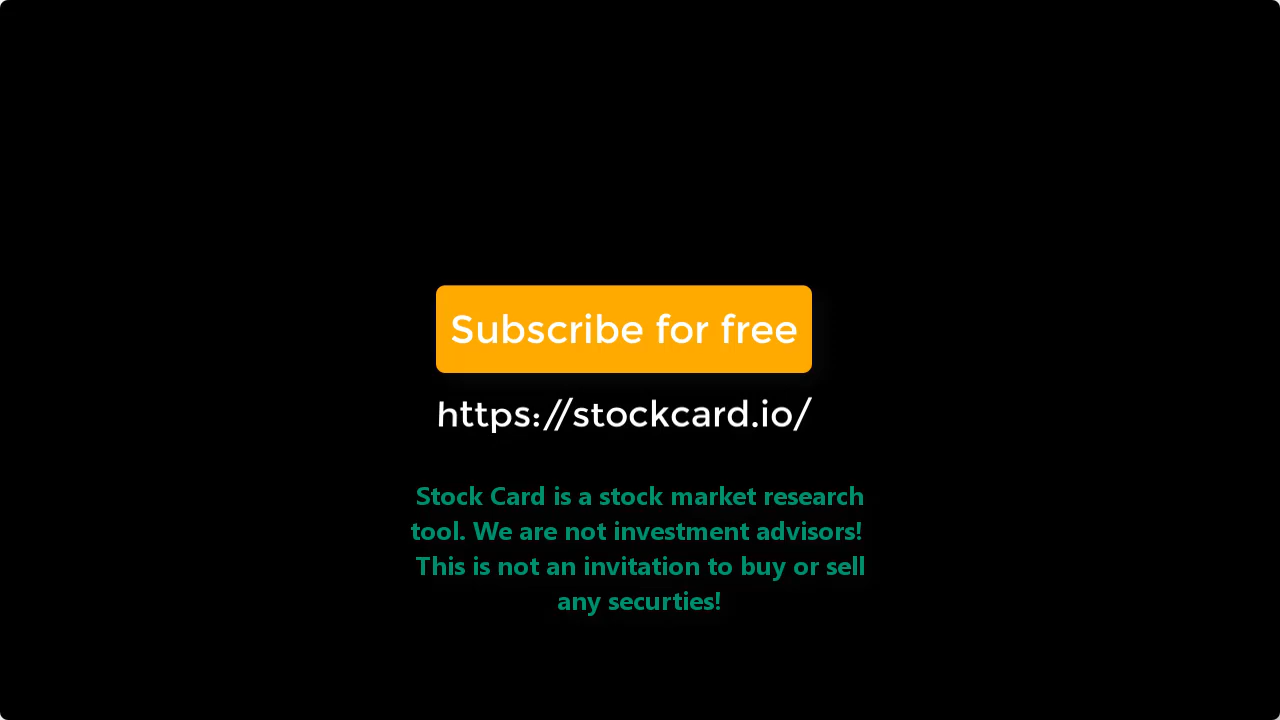 Subscribe for free
https://stockcard.io/
Stock Card is a stock market research
tool. We are not investment advisors!
This is not an invitation to buy or sell
any securties!